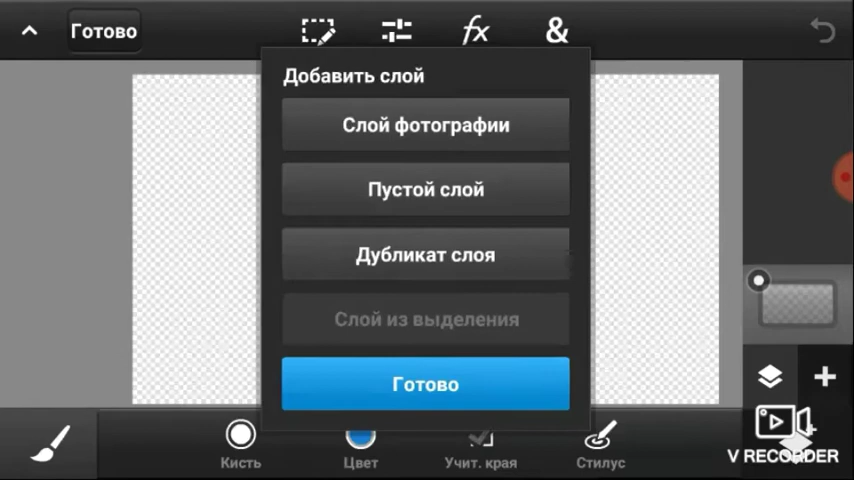 Готово
fx
&
Добавить слой
Слой фотографии
Пустой слой
Дубликат слоя
Слой из выделения
Готово
Кисть
Цвет
Учит. края
Стилус
V RECORDER